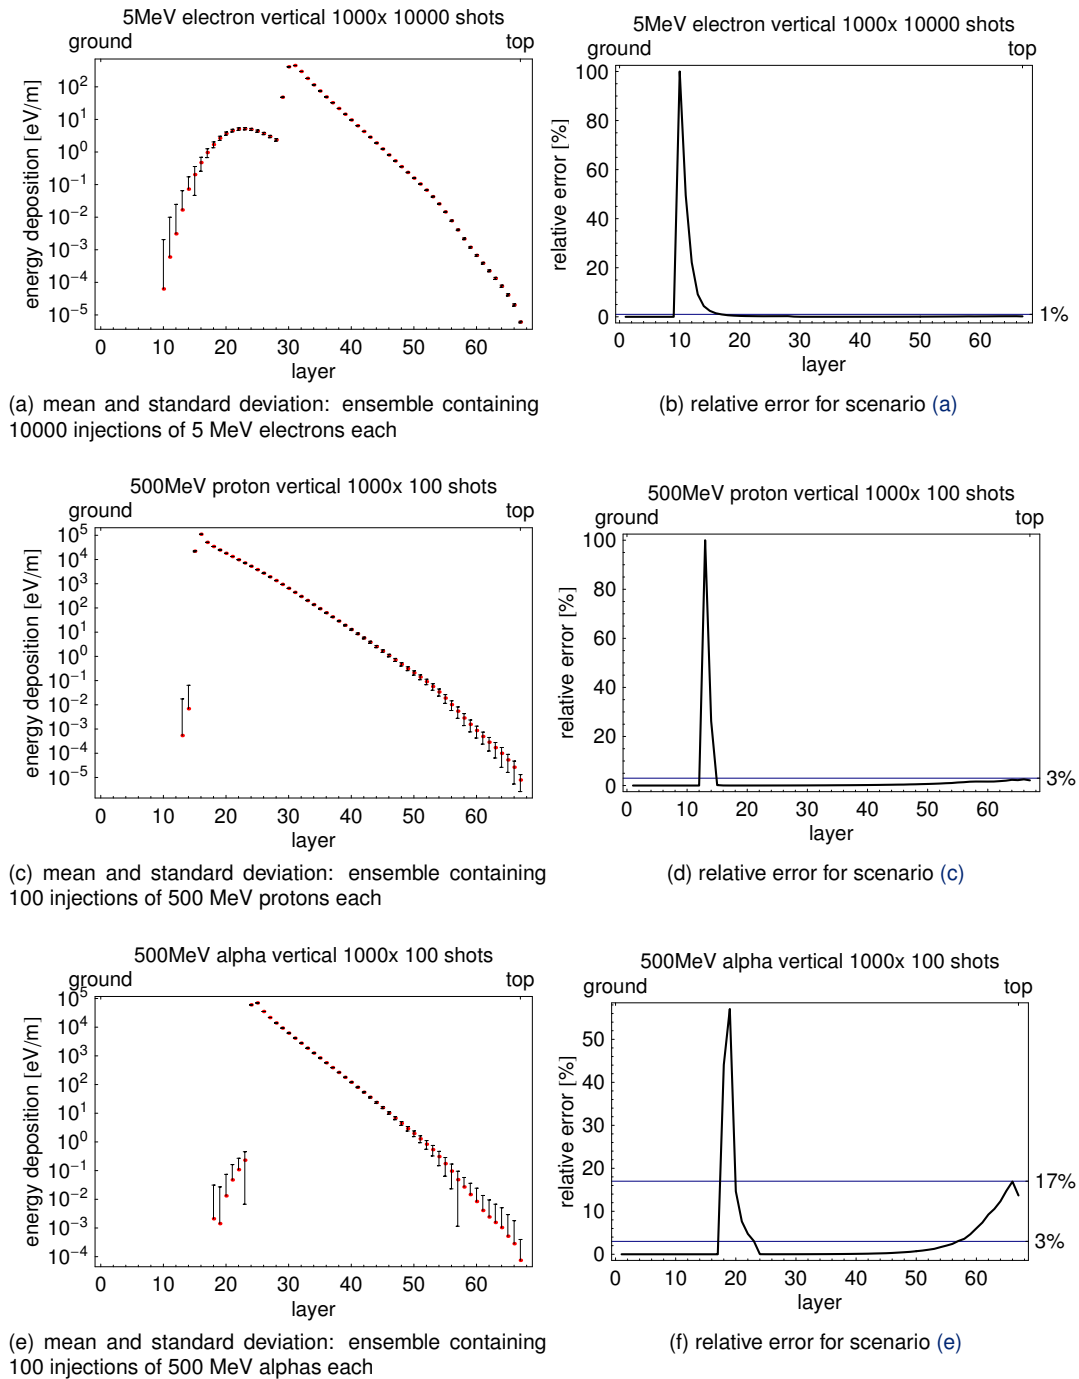 5MeV electron vertical 1000x 10000 shots
ground top
energy deposition [eV/m]
10^2
10^1
10^0
10^-1
10^-2
10^-3
10^-4
10^-5
0 10 20 30 40 50 60
layer
(a) mean and standard deviation: ensemble containing
10000 injections of 5 MeV electrons each
5MeV electron vertical 1000x 10000 shots
ground top
relative error [%]
100
80
60
40
20
0
1%
0 10 20 30 40 50 60
layer
(b) relative error for scenario (a)
500MeV proton vertical 1000x 100 shots
ground top
energy deposition [eV/m]
10^5
10^4
10^3
10^2
10^1
10^0
10^-1
10^-2
10^-3
10^-4
10^-5
0 10 20 30 40 50 60
layer
(c) mean and standard deviation: ensemble containing
100 injections of 500 MeV protons each
500MeV proton vertical 1000x 100 shots
ground top
relative error [%]
100
80
60
40
20
0
3%
0 10 20 30 40 50 60
layer
(d) relative error for scenario (c)
500MeV alpha vertical 1000x 100 shots
ground top
energy deposition [eV/m]
10^5
10^4
10^3
10^2
10^1
10^0
10^-1
10^-2
10^-3
10^-4
0 10 20 30 40 50 60
layer
(e) mean and standard deviation: ensemble containing
100 injections of 500 MeV alphas each
500MeV alpha vertical 1000x 100 shots
ground top
relative error [%]
50
40
30
20
10
0
17%
3%
0 10 20 30 40 50 60
layer
(f) relative error for scenario (e)